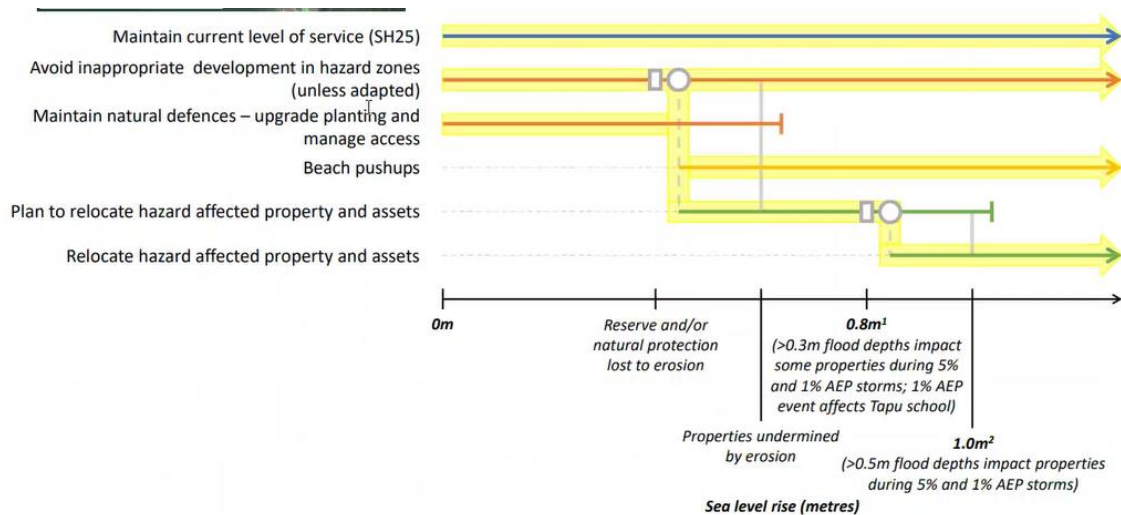 Maintain current level of service (SH25)
Avoid inappropriate  development in hazard zones
(unless adapted)
Maintain natural defences – upgrade planting and
manage access
Beach pushups
Plan to relocate hazard affected property and assets
Relocate hazard affected property and assets
0m
Reserve and/or
natural protection
lost to erosion
Properties undermined
by erosion
0.8m¹
(>0.3m flood depths impact
some properties during 5%
and 1% AEP storms; 1% AEP
event affects Tapu school)
1.0m²
(>0.5m flood depths impact properties
during 5% and 1% AEP storms)
Sea level rise (metres)